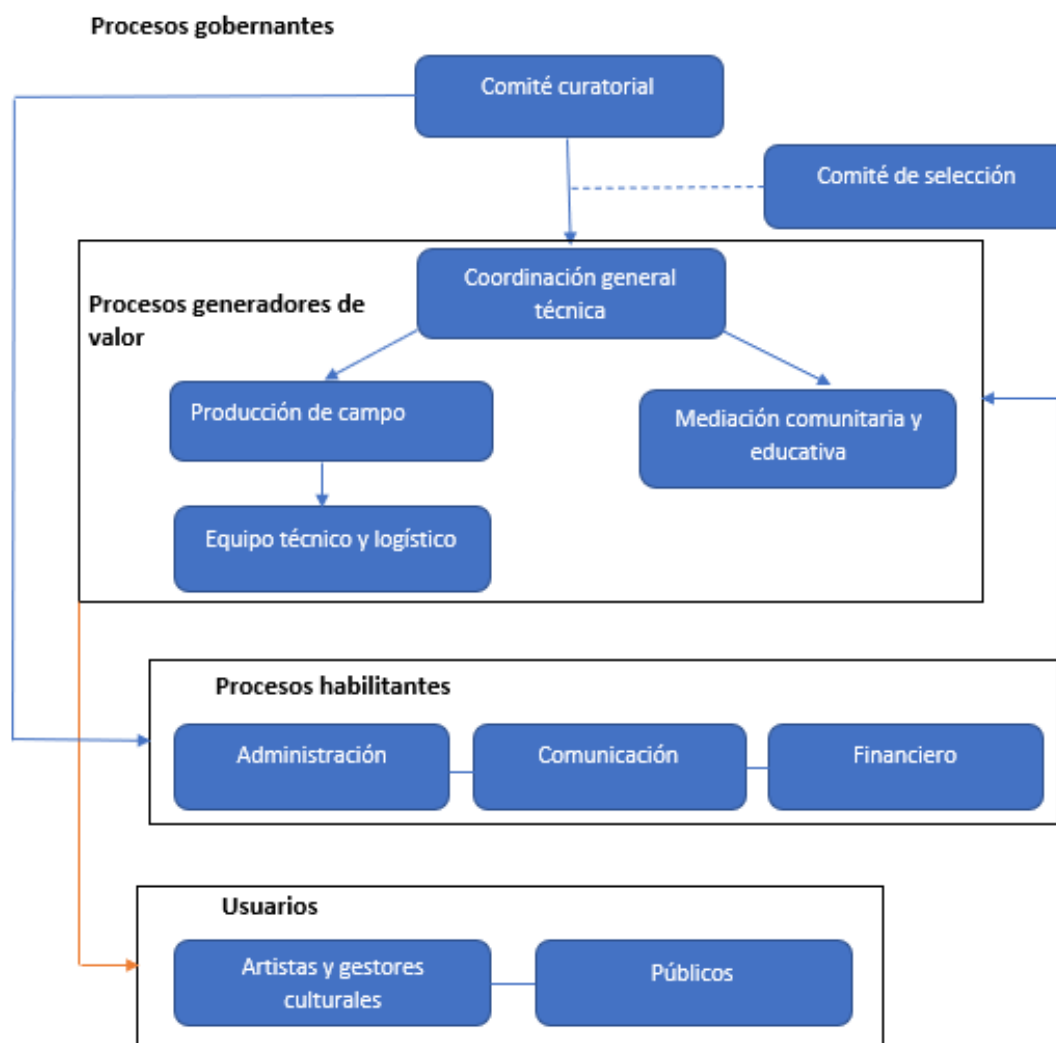 Procesos gobernantes
Comité curatorial
Comité de selección
Coordinación general
técnica
Procesos generadores de
valor
Producción de campo
Mediación comunitaria y
educativa
Equipo técnico y logístico
Procesos habilitantes
Administración
Comunicación
Financiero
Usuarios
Artistas y gestores
culturales
Públicos